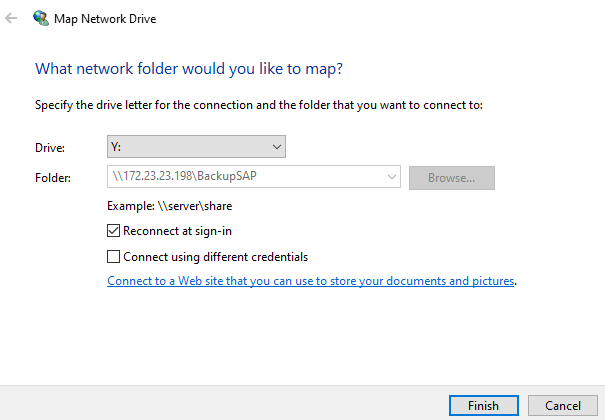 Map Network Drive
What network folder would you like to map?
Specify the drive letter for the connection and the folder that you want to connect to:
Drive: Y:
Folder: \\172.23.23.198\BackupSAP Browse...
Example: \\server\share
Reconnect at sign-in
Connect using different credentials
Connect to a Web site that you can use to store your documents and pictures.
Finish Cancel